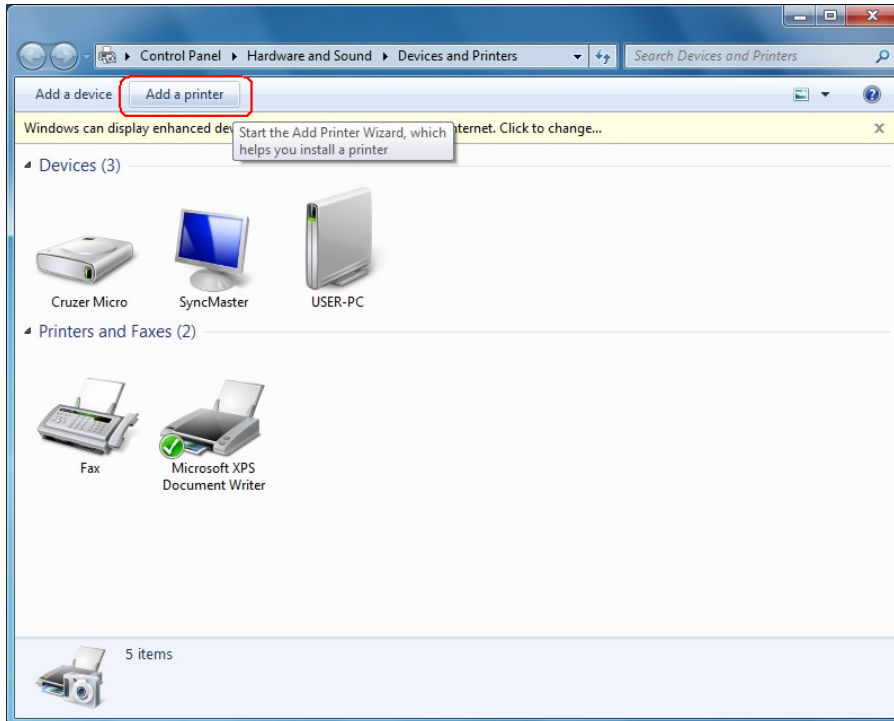 Control Panel ▸ Hardware and Sound ▸ Devices and Printers
Search Devices and Printers
Add a device
Add a printer
Windows can display enhanced ternet. Click to change...
Start the Add Printer Wizard, which
helps you install a printer
Devices (3)
Cruzer Micro
SyncMaster
USER-PC
Printers and Faxes (2)
Fax
Microsoft XPS
Document Writer
5 items